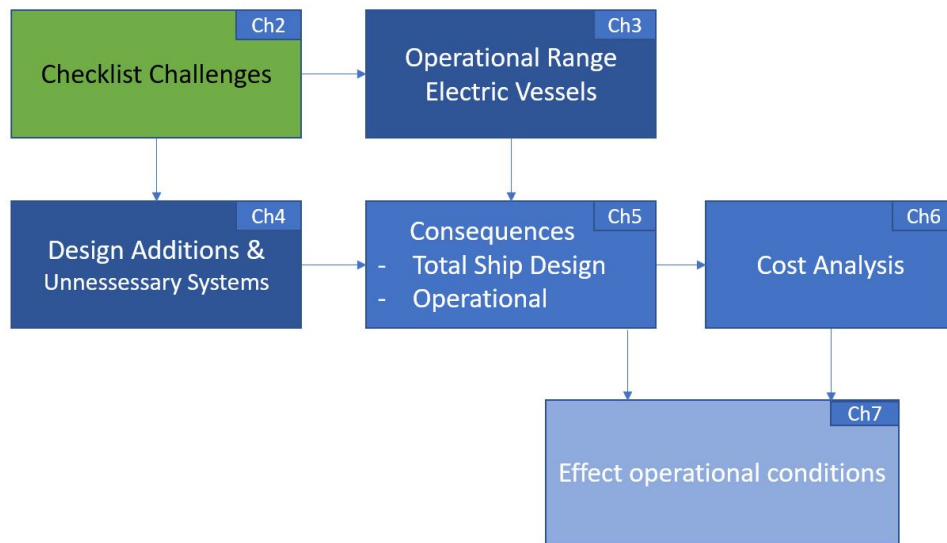 Ch2
Checklist Challenges
Ch3
Operational Range
Electric Vessels
Ch4
Design Additions &
Unnessessary Systems
Ch5
Consequences
- Total Ship Design
- Operational
Ch6
Cost Analysis
Ch7
Effect operational conditions